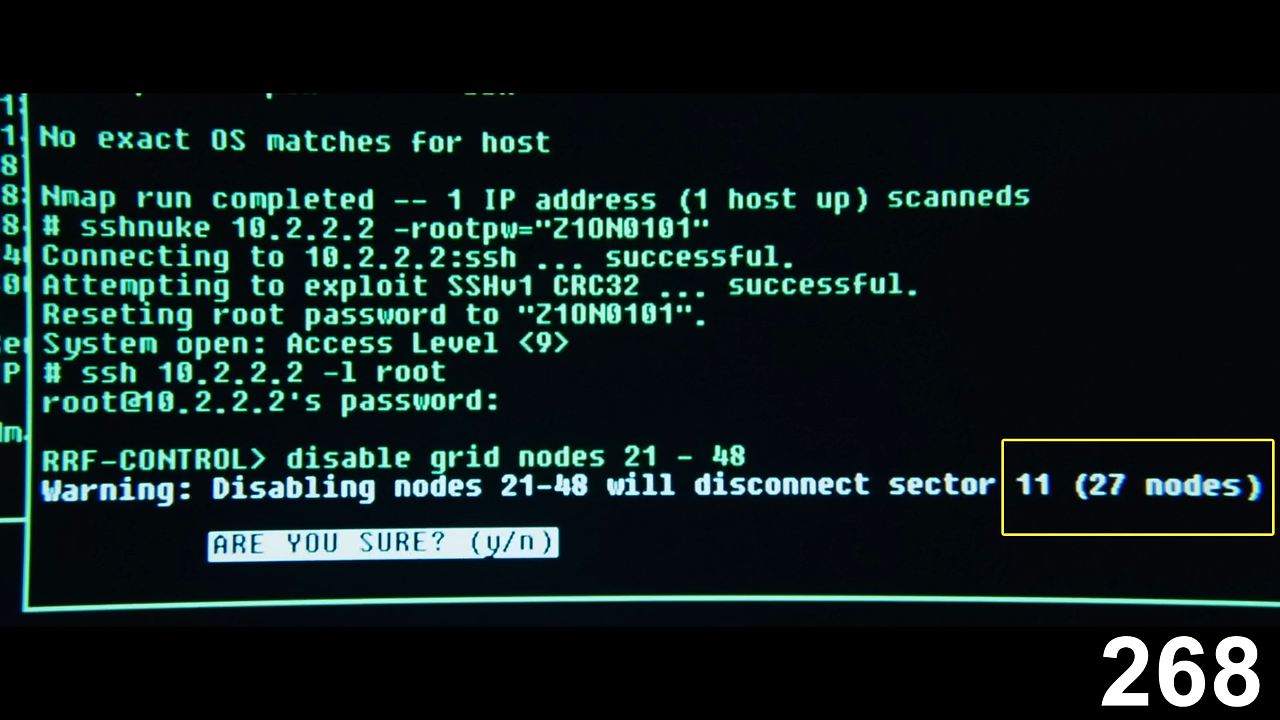 No exact OS matches for host
Nmap run completed -- 1 IP address (1 host up) scanneds
# sshnuke 10.2.2.2 -rootpw="Z1ON0101"
Connecting to 10.2.2.2:ssh ... successful.
Attempting to exploit SSHv1 CRC32 ... successful.
Reseting root password to "Z1ON0101".
System open: Access Level <9>
# ssh 10.2.2.2 -l root
root@10.2.2.2's password:
RRF-CONTROL> disable grid nodes 21 - 48
Warning: Disabling nodes 21-48 will disconnect sector 11 (27 nodes)
ARE YOU SURE? (y/n)
268